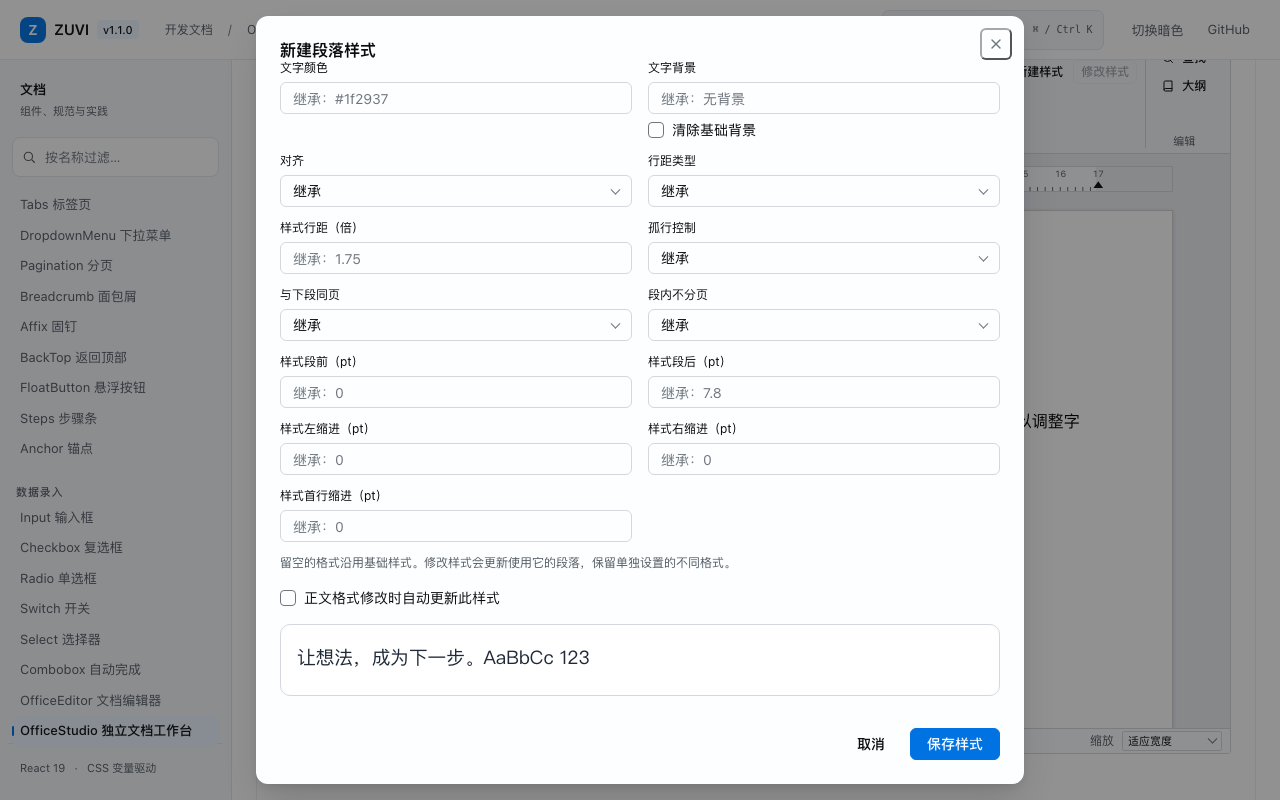 Z ZUVI v1.1.0 开发文档 /
⌘ / Ctrl K 切换暗色 GitHub
文档
组件、规范与实践
按名称过滤...
Tabs 标签页
DropdownMenu 下拉菜单
Pagination 分页
Breadcrumb 面包屑
Affix 固钉
BackTop 返回顶部
FloatButton 悬浮按钮
Steps 步骤条
Anchor 锚点
数据录入
Input 输入框
Checkbox 复选框
Radio 单选框
Switch 开关
Select 选择器
Combobox 自动完成
OfficeEditor 文档编辑器
OfficeStudio 独立文档工作台
React 19 · CSS 变量驱动
新建段落样式
文字颜色
继承：#1f2937
文字背景
继承：无背景
清除基础背景
对齐
继承
行距类型
继承
样式行距（倍）
继承：1.75
孤行控制
继承
与下段同页
继承
段内不分页
继承
样式段前（pt）
继承：0
样式段后（pt）
继承：7.8
样式左缩进（pt）
继承：0
样式右缩进（pt）
继承：0
样式首行缩进（pt）
继承：0
留空的格式沿用基础样式。修改样式会更新使用它的段落，保留单独设置的不同格式。
正文格式修改时自动更新此样式
让想法，成为下一步。AaBbCc 123
取消 保存样式
建样式 修改样式
大纲
编辑
16 17
以调整字
缩放 适应宽度